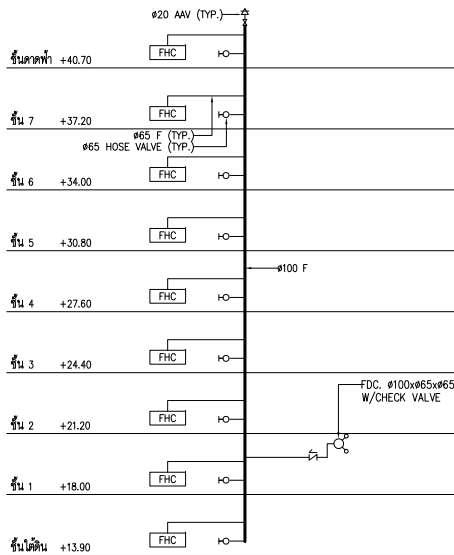 ø20 AAV (TYP.)
FHC
ชั้นดาดฟ้า +40.70
FHC
ชั้น 7 +37.20
ø65 F (TYP.)
ø65 HOSE VALVE (TYP.)
FHC
ชั้น 6 +34.00
FHC
ชั้น 5 +30.80
ø100 F
FHC
ชั้น 4 +27.60
FHC
ชั้น 3 +24.40
FDC. ø100xø65xø65
W/CHECK VALVE
FHC
ชั้น 2 +21.20
FHC
ชั้น 1 +18.00
FHC
ชั้นใต้ดิน +13.90